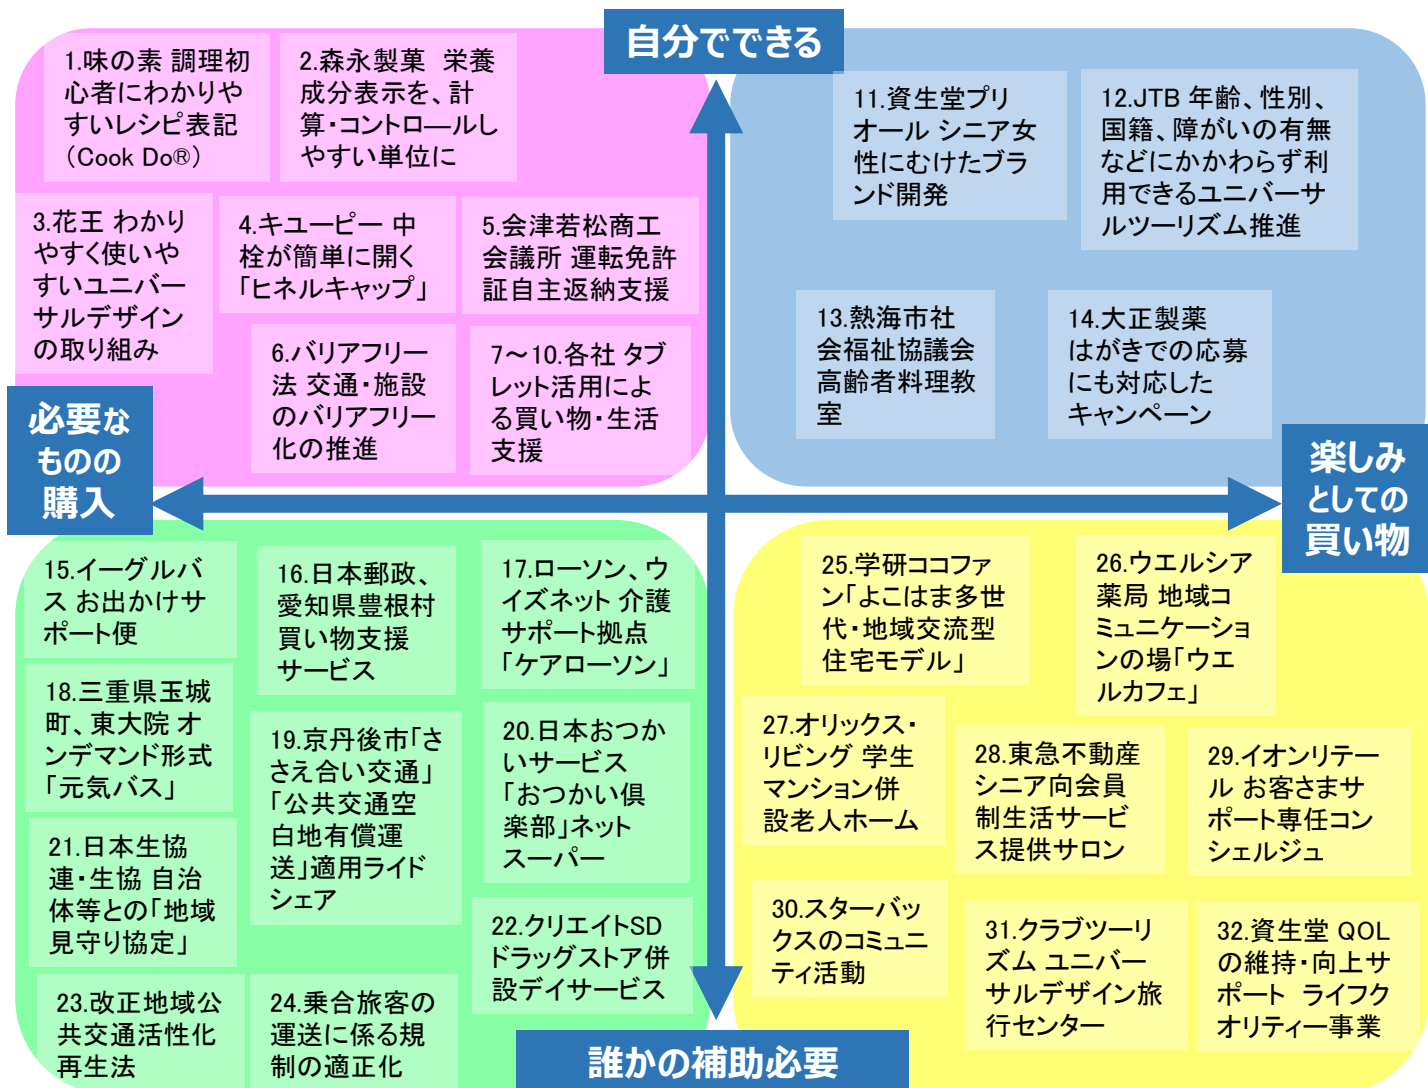 自分でできる
1.味の素 調理初
心者にわかりや
すいレシピ表記
（Cook Do®）
2.森永製菓 栄養
成分表示を、計
算・コントロ―ルし
やすい単位に
3.花王 わかり
やすく使いや
すいユニバー
サルデザイン
の取り組み
4.キユーピー 中
栓が簡単に開く
「ヒネルキャップ」
5.会津若松商工
会議所 運転免許
証自主返納支援
6.バリアフリー
法 交通・施設
のバリアフリー
化の推進
7～10.各社 タブ
レット活用によ
る買い物・生活
支援
11.資生堂プリ
オール シニア女
性にむけたブラ
ンド開発
12.JTB 年齢、性別、
国籍、障がいの有無
などにかかわらず利
用できるユニバーサ
ルツーリズム推進
13.熱海市社
会福祉協議会
高齢者料理教
室
14.大正製薬
はがきでの応募
にも対応した
キャンペーン
必要な
ものの
購入
楽しみ
としての
買い物
15.イーグルバ
ス お出かけサ
ポート便
16.日本郵政、
愛知県豊根村
買い物支援
サービス
17.ローソン、ウ
イズネット 介護
サポート拠点
「ケアローソン」
18.三重県玉城
町、東大院 オ
ンデマンド形式
「元気バス」
19.京丹後市「さ
さえ合い交通」
「公共交通空
白地有償運
送」適用ライド
シェア
20.日本おつか
いサービス
「おつかい倶
楽部」ネット
スーパー
21.日本生協
連・生協 自治
体等との「地域
見守り協定」
22.クリエイトSD
ドラッグストア併
設デイサービス
23.改正地域公
共交通活性化
再生法
24.乗合旅客の
運送に係る規
制の適正化
25.学研ココファ
ン「よこはま多世
代・地域交流型
住宅モデル」
26.ウエルシア
薬局 地域コ
ミュニケーショ
ンの場「ウエ
ルカフェ」
27.オリックス・
リビング 学生
マンション併
設老人ホーム
28.東急不動産
シニア向会員
制生活サービ
ス提供サロン
29.イオンリテー
ル お客さまサ
ポート専任コン
シェルジュ
30.スターバッ
クスのコミュニ
ティ活動
31.クラブツーリ
ズム ユニバー
サルデザイン旅
行センター
32.資生堂 QOL
の維持・向上サ
ポート ライフク
オリティー事業
誰かの補助必要